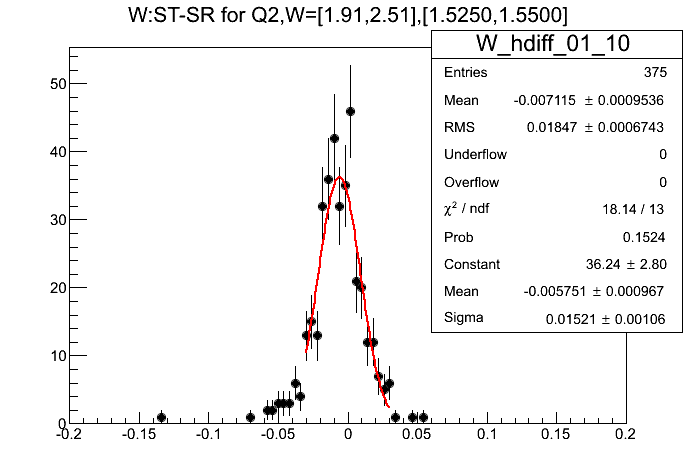 W:ST-SR for Q2,W=[1.91,2.51],[1.5250,1.5500]
W_hdiff_01_10
Entries 375
Mean -0.007115 ± 0.0009536
RMS 0.01847 ± 0.0006743
Underflow 0
Overflow 0
χ² / ndf 18.14 / 13
Prob 0.1524
Constant 36.24 ± 2.80
Mean -0.005751 ± 0.000967
Sigma 0.01521 ± 0.00106
50
40
30
20
10
0
-0.2 -0.15 -0.1 -0.05 0 0.05 0.1 0.15 0.2